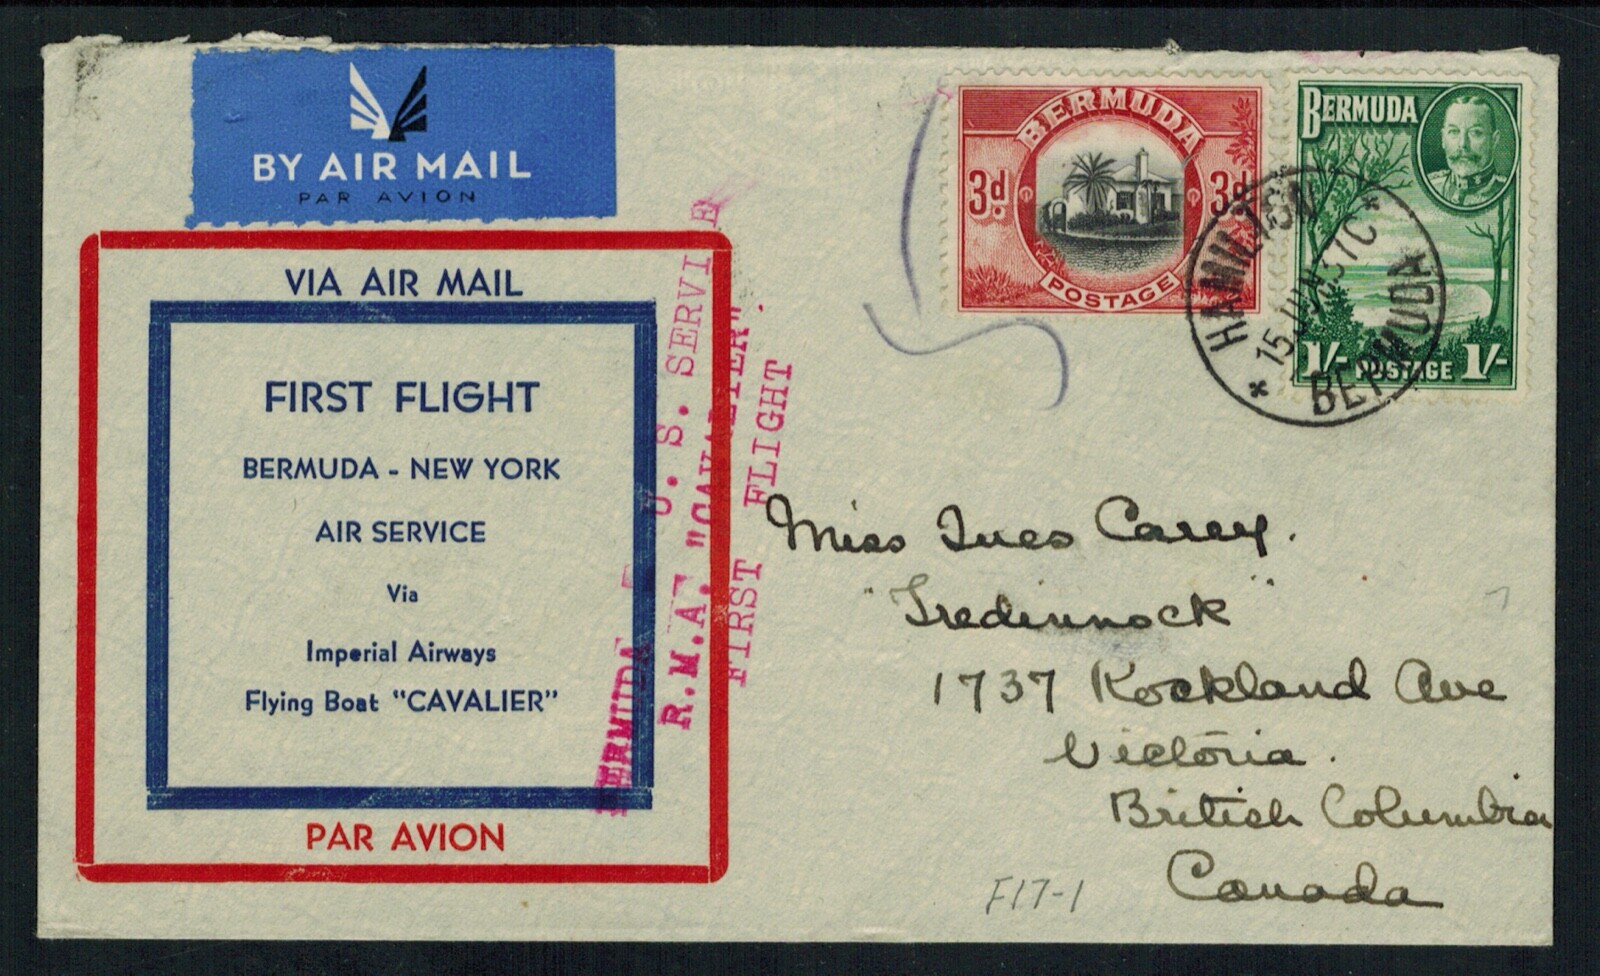 BY AIR MAIL
PAR AVION
VIA AIR MAIL
FIRST FLIGHT
BERMUDA - NEW YORK
AIR SERVICE
Via
Imperial Airways
Flying Boat "CAVALIER"
PAR AVION
BERMUDA - U.S. SERVIE
R.M.A. "CAVALIER".
FIRST FLIGHT
BERMUDA
3d. 3d.
POSTAGE
BERMUDA
1/- POSTAGE 1/-
HAMILTON
BERMUDA
Miss Ines Carey.
"Tredinnock"
1737 Rockland Ave
Victoria.
British Columbia
Canada
F17-1